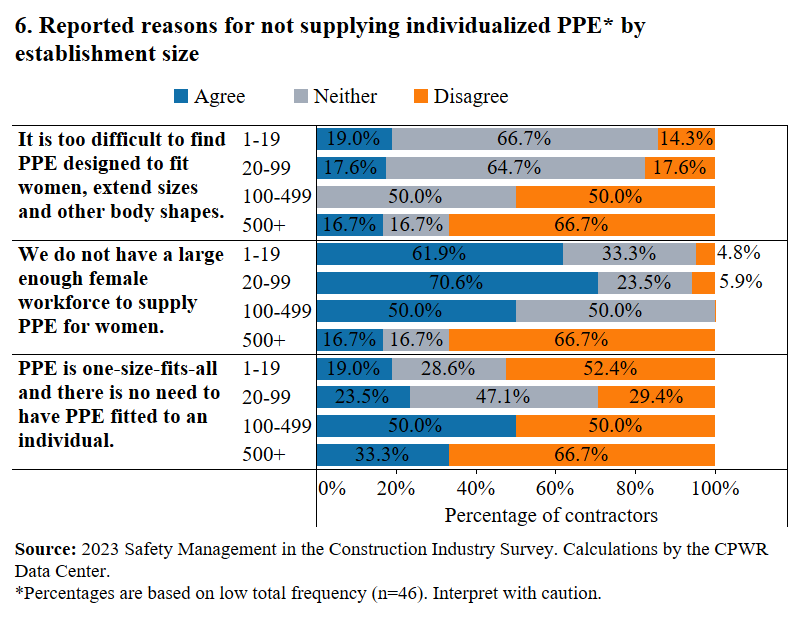 6. Reported reasons for not supplying individualized PPE* by
establishment size
Agree Neither Disagree
It is too difficult to find
PPE designed to fit
women, extend sizes
and other body shapes.
1-19 19.0% 66.7% 14.3%
20-99 17.6% 64.7% 17.6%
100-499 50.0% 50.0%
500+ 16.7% 16.7% 66.7%
We do not have a large
enough female
workforce to supply
PPE for women.
1-19 61.9% 33.3% 4.8%
20-99 70.6% 23.5% 5.9%
100-499 50.0% 50.0%
500+ 16.7% 16.7% 66.7%
PPE is one-size-fits-all
and there is no need to
have PPE fitted to an
individual.
1-19 19.0% 28.6% 52.4%
20-99 23.5% 47.1% 29.4%
100-499 50.0% 50.0%
500+ 33.3% 66.7%
0% 20% 40% 60% 80% 100%
Percentage of contractors
Source: 2023 Safety Management in the Construction Industry Survey. Calculations by the CPWR
Data Center.
*Percentages are based on low total frequency (n=46). Interpret with caution.